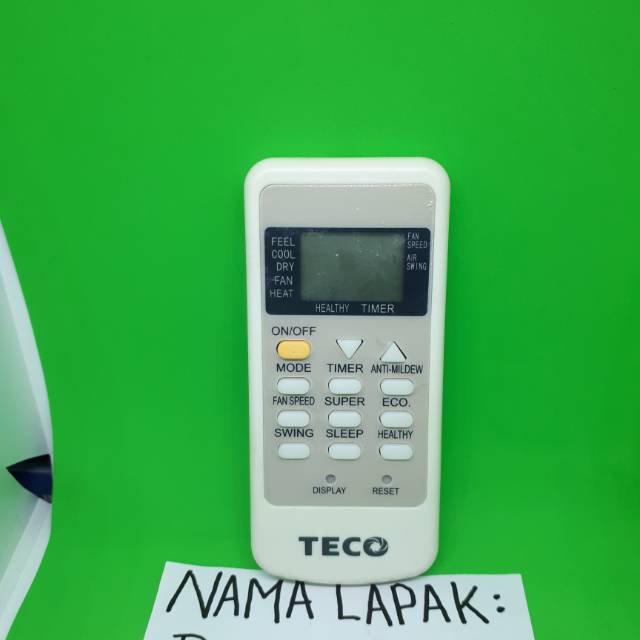 FEEL
COOL
DRY
FAN
HEAT
FAN SPEED
AIR SWING
HEALTHY TIMER
ON/OFF
MODE TIMER ANTI-MILDEW
FAN SPEED SUPER ECO.
SWING SLEEP HEALTHY
DISPLAY RESET
TECO
NAMA LAPAK: